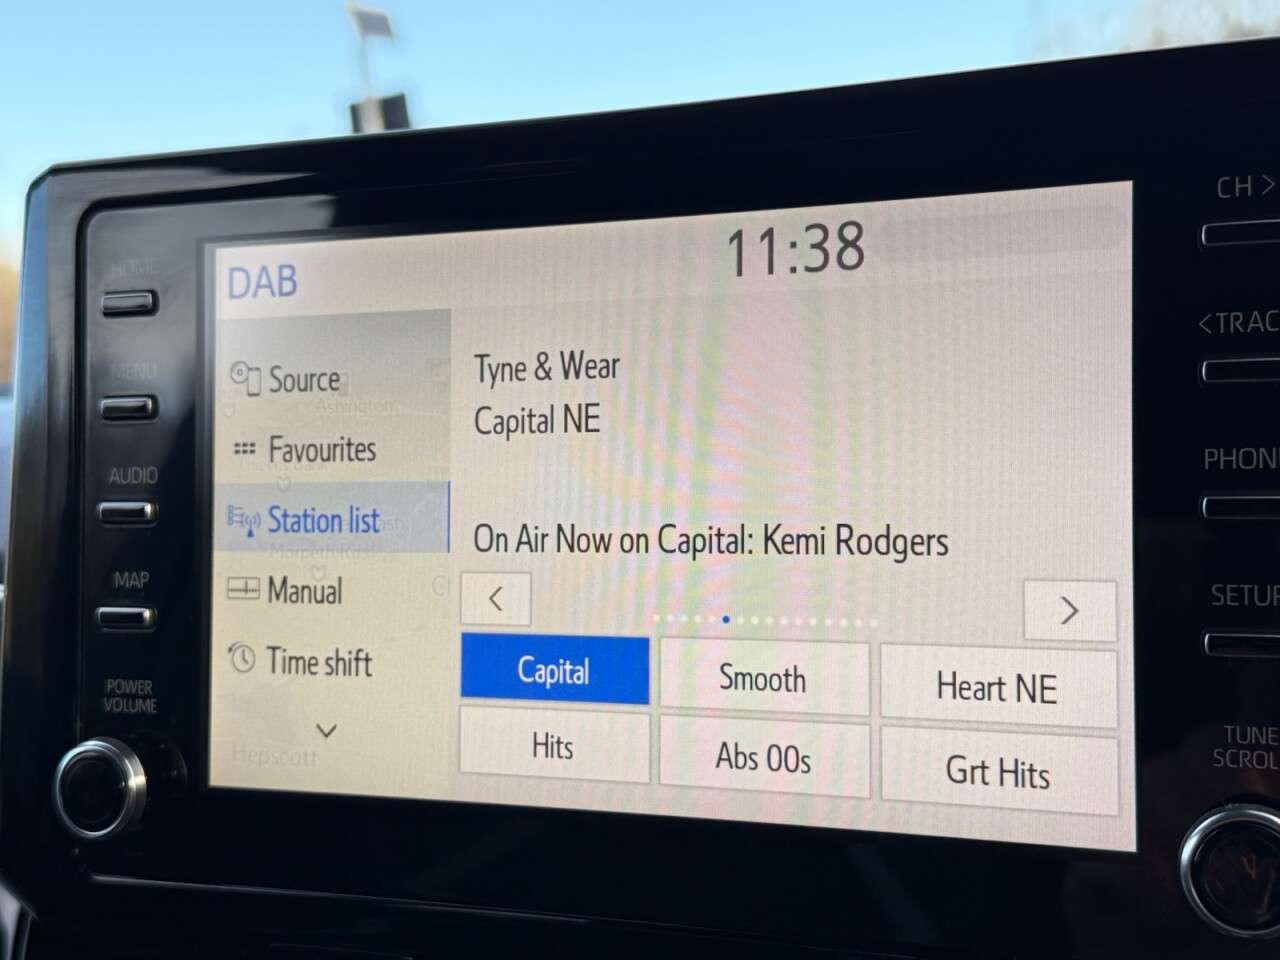 HOME
MENU
AUDIO
MAP
POWER
VOLUME
DAB
11:38
Source
Ashington
Favourites
Station list
Manual
Time shift
Hepscott
Tyne & Wear
Capital NE
On Air Now on Capital: Kemi Rodgers
<
>
Capital
Smooth
Heart NE
Hits
Abs 00s
Grt Hits
CH >
< TRAC
PHON
SETUP
TUNE
SCROL